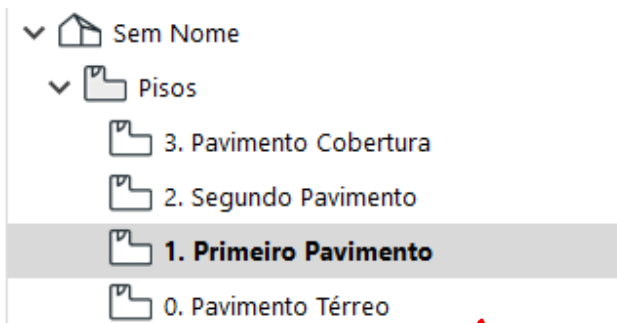 Sem Nome
Pisos
3. Pavimento Cobertura
2. Segundo Pavimento
1. Primeiro Pavimento
0. Pavimento Térreo